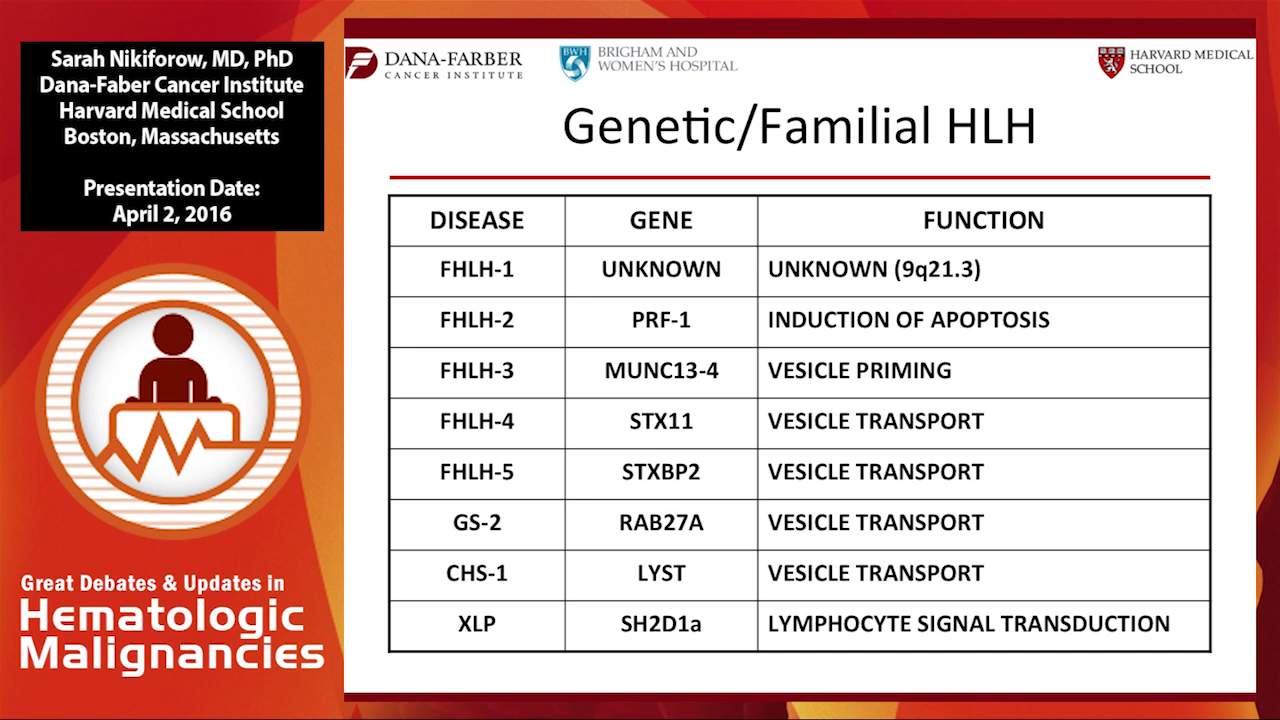 Sarah Nikiforow, MD, PhD
Dana-Faber Cancer Institute
Harvard Medical School
Boston, Massachusetts
Presentation Date:
April 2, 2016
Great Debates & Updates in
Hematologic
Malignancies
DANA-FARBER
CANCER INSTITUTE
BWH
BRIGHAM AND
WOMEN'S HOSPITAL
HARVARD MEDICAL
SCHOOL
Genetic/Familial HLH
DISEASE GENE FUNCTION
FHLH-1 UNKNOWN UNKNOWN (9q21.3)
FHLH-2 PRF-1 INDUCTION OF APOPTOSIS
FHLH-3 MUNC13-4 VESICLE PRIMING
FHLH-4 STX11 VESICLE TRANSPORT
FHLH-5 STXBP2 VESICLE TRANSPORT
GS-2 RAB27A VESICLE TRANSPORT
CHS-1 LYST VESICLE TRANSPORT
XLP SH2D1a LYMPHOCYTE SIGNAL TRANSDUCTION